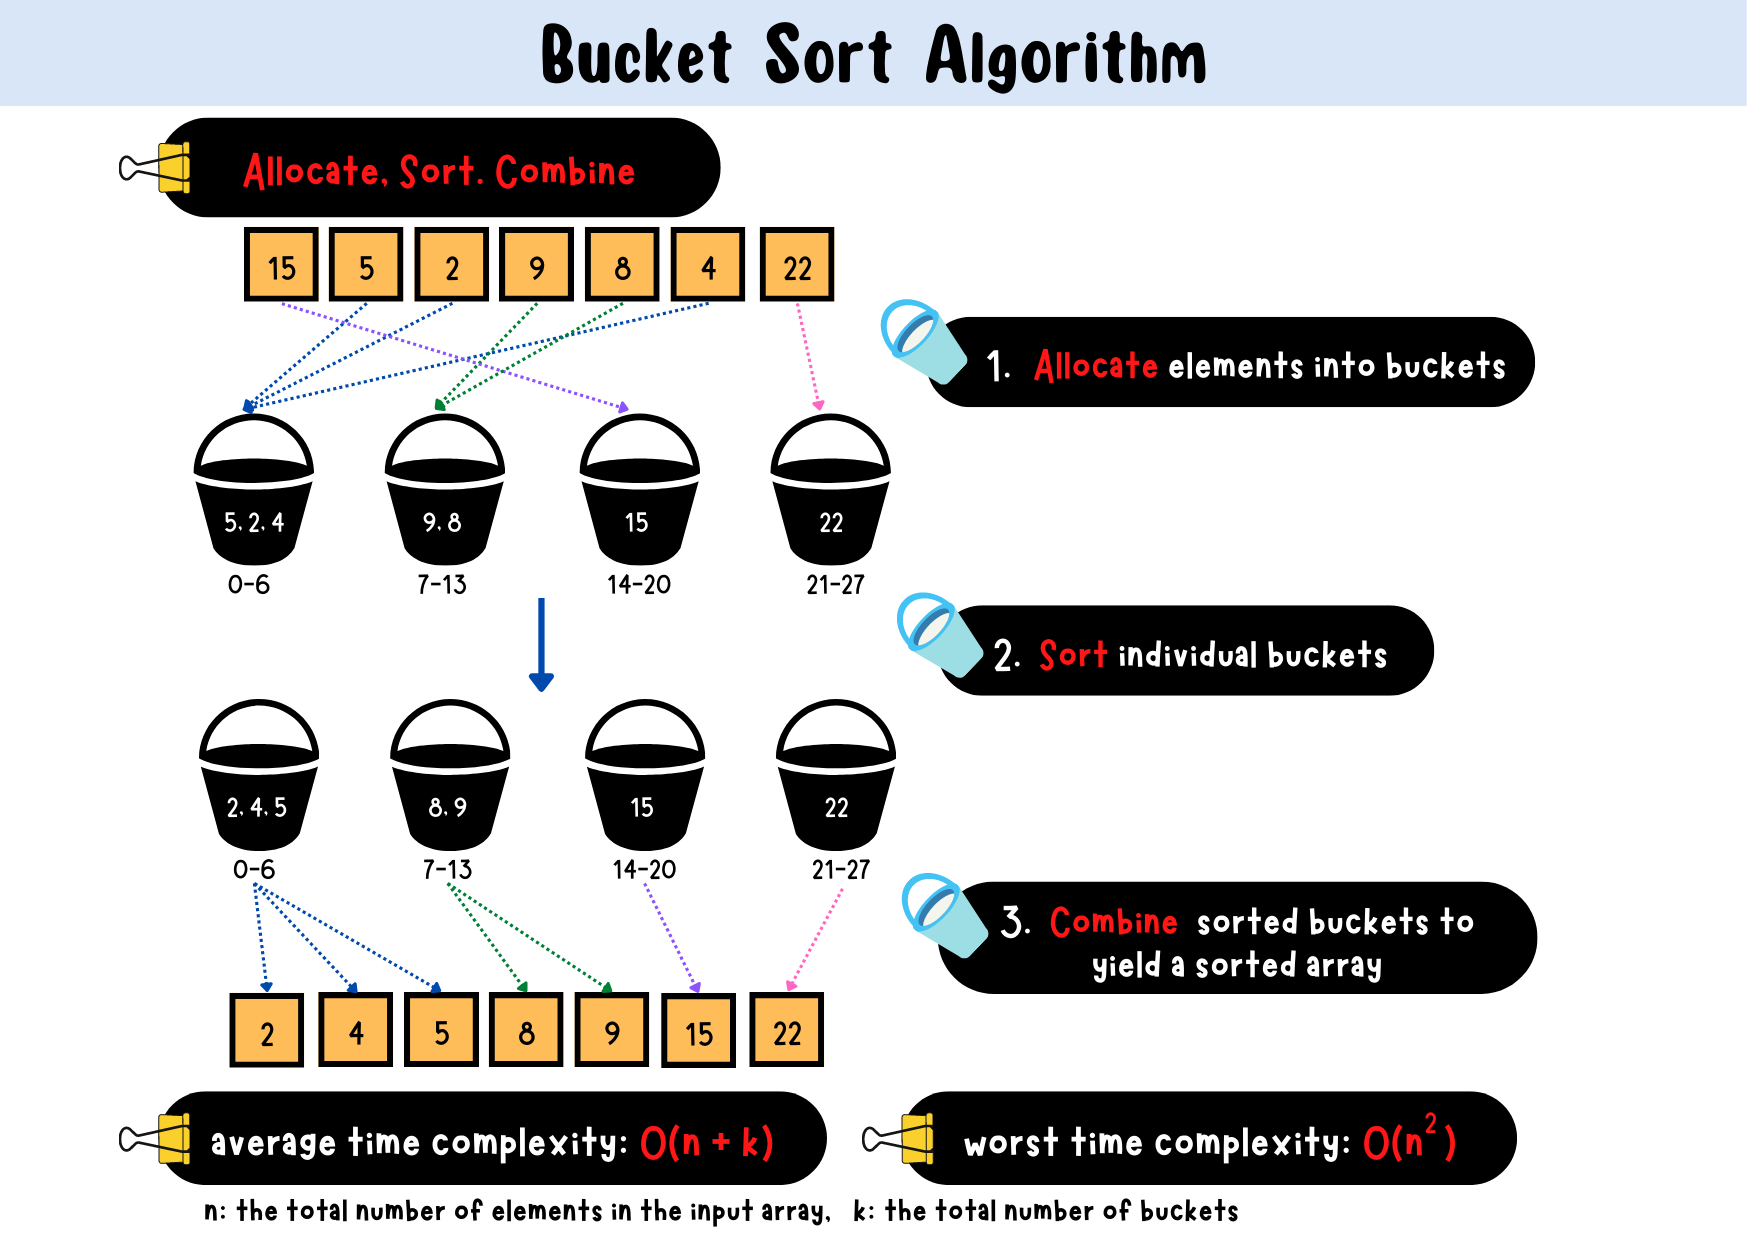 Bucket Sort Algorithm
Allocate, Sort. Combine
15 5 2 9 8 4 22
1. Allocate elements into buckets
5, 2, 4 9, 8 15 22
0-6 7-13 14-20 21-27
2. Sort individual buckets
2, 4, 5 8, 9 15 22
0-6 7-13 14-20 21-27
3. Combine sorted buckets to
yield a sorted array
2 4 5 8 9 15 22
average time complexity: O(n + k)
worst time complexity: O(n²)
n: the total number of elements in the input array, k: the total number of buckets